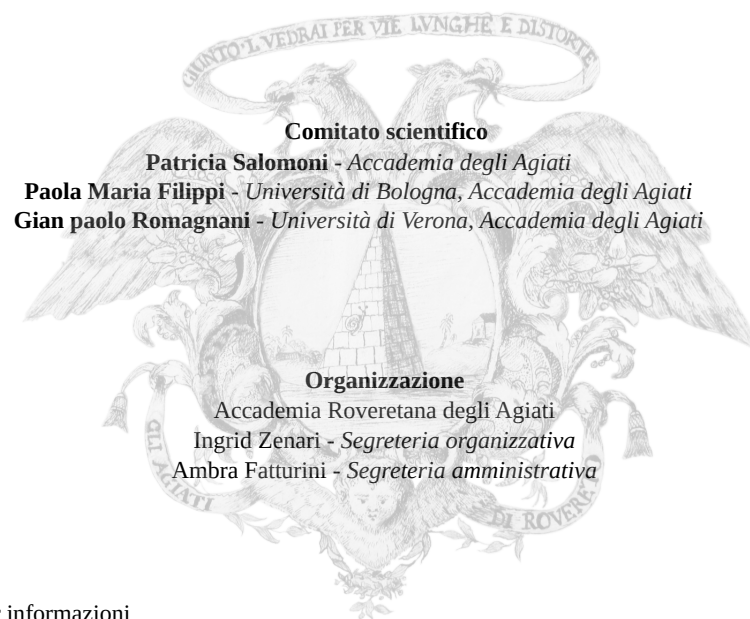 GIUNTO·L VEDRAI PER VIE LVNGHE E DISTORTE
Comitato scientifico
Patricia Salomoni - Accademia degli Agiati
Paola Maria Filippi - Università di Bologna, Accademia degli Agiati
Gian paolo Romagnani - Università di Verona, Accademia degli Agiati
Organizzazione
Accademia Roveretana degli Agiati
Ingrid Zenari - Segreteria organizzativa
Ambra Fatturini - Segreteria amministrativa
AGIATI
DI ROVERETO
informazioni